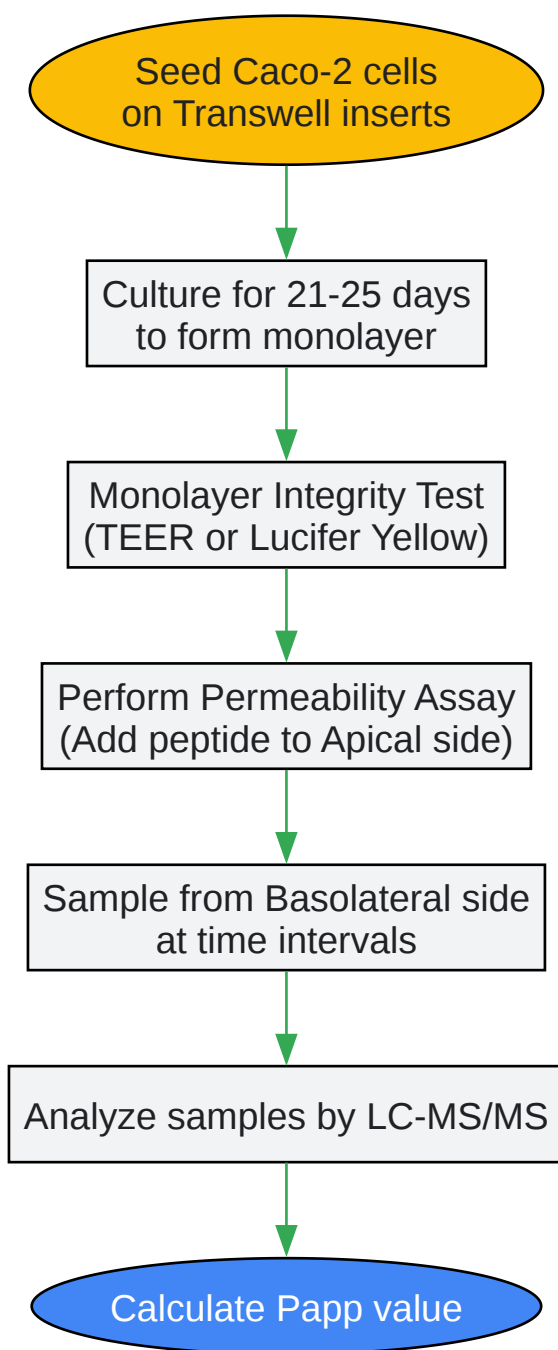 Seed Caco-2 cells
on Transwell inserts
Culture for 21-25 days
to form monolayer
Monolayer Integrity Test
(TEER or Lucifer Yellow)
Perform Permeability Assay
(Add peptide to Apical side)
Sample from Basolateral side
at time intervals
Analyze samples by LC-MS/MS
Calculate Papp value